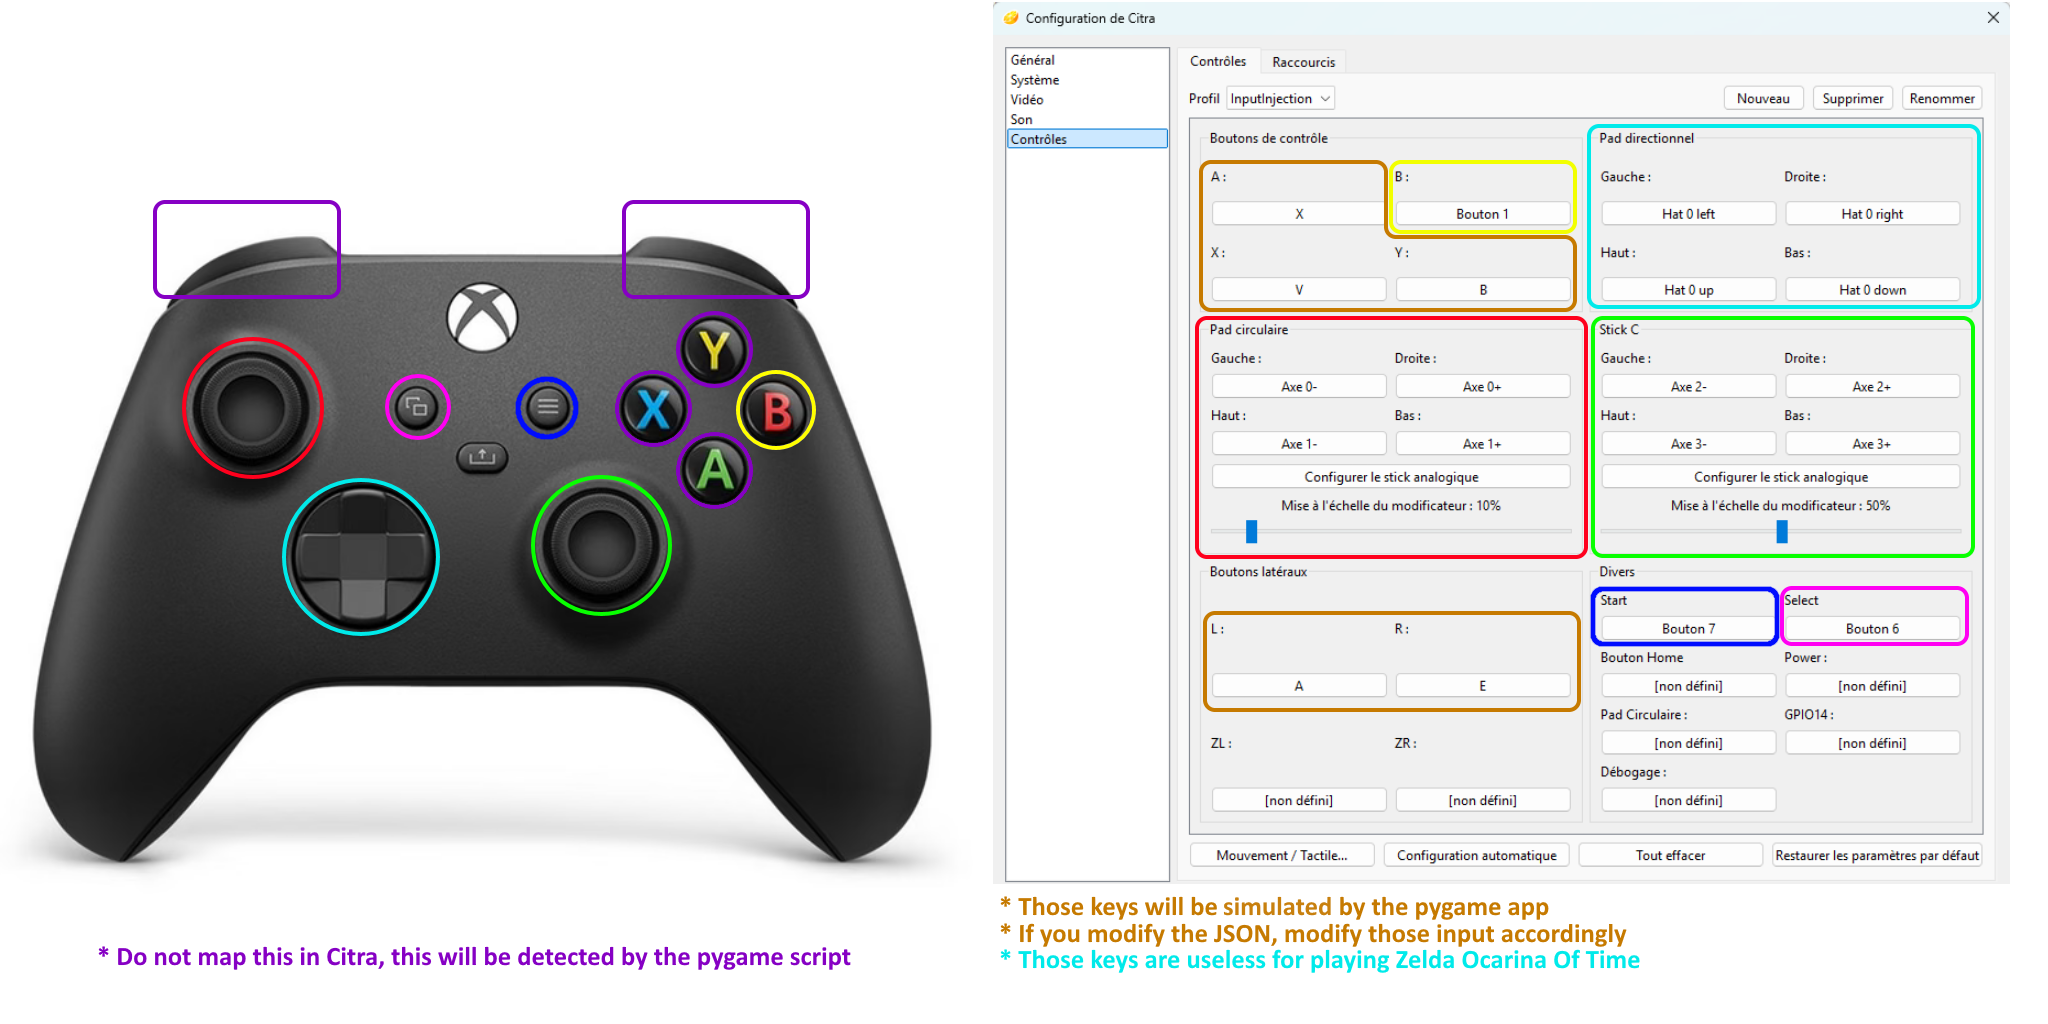 Y
X
B
A
* Do not map this in Citra, this will be detected by the pygame script
Configuration de Citra
Général
Système
Vidéo
Son
Contrôles
Contrôles Raccourcis
Profil InputInjection Nouveau Supprimer Renommer
Boutons de contrôle
A : B :
X Bouton 1
X : Y :
V B
Pad directionnel
Gauche : Droite :
Hat 0 left Hat 0 right
Haut : Bas :
Hat 0 up Hat 0 down
Pad circulaire
Gauche : Droite :
Axe 0- Axe 0+
Haut : Bas :
Axe 1- Axe 1+
Configurer le stick analogique
Mise à l'échelle du modificateur : 10%
Stick C
Gauche : Droite :
Axe 2- Axe 2+
Haut : Bas :
Axe 3- Axe 3+
Configurer le stick analogique
Mise à l'échelle du modificateur : 50%
Boutons latéraux
L : R :
A E
ZL : ZR :
[non défini] [non défini]
Divers
Start Select
Bouton 7 Bouton 6
Bouton Home Power :
[non défini] [non défini]
Pad Circulaire : GPIO14 :
[non défini] [non défini]
Débogage :
[non défini]
Mouvement / Tactile... Configuration automatique Tout effacer Restaurer les paramètres par défaut
* Those keys will be simulated by the pygame app
* If you modify the JSON, modify those input accordingly
* Those keys are useless for playing Zelda Ocarina Of Time